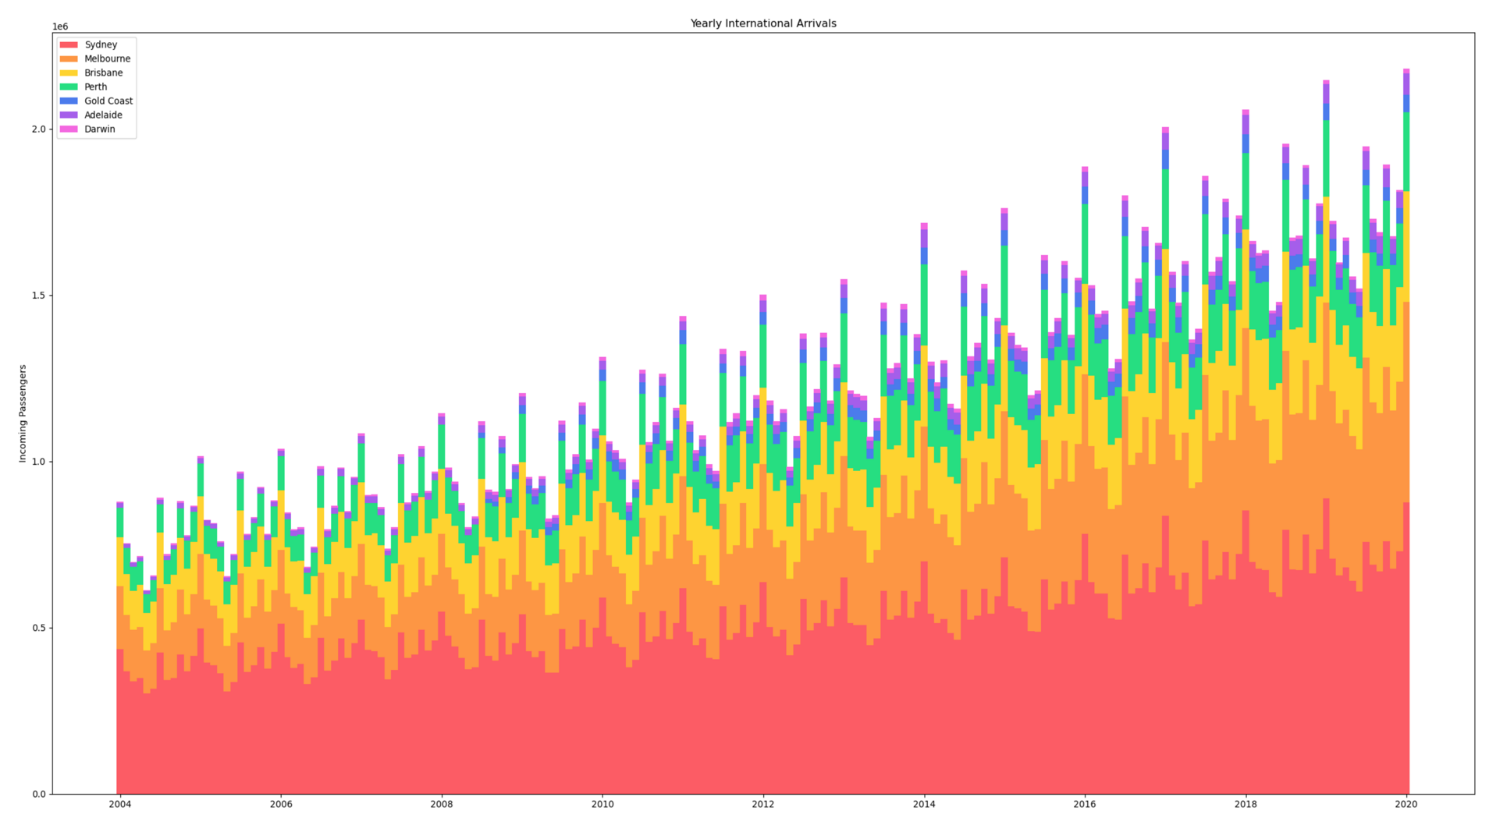 Yearly International Arrivals
1e6
Sydney
Melbourne
Brisbane
Perth
Gold Coast
Adelaide
Darwin
2.0
1.5
1.0
0.5
0.0
Incoming Passengers
2004 2006 2008 2010 2012 2014 2016 2018 2020